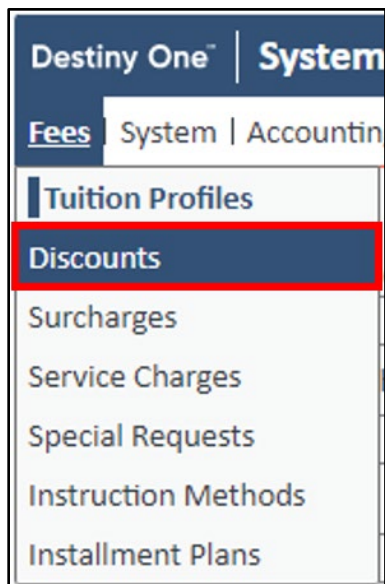 Destiny One™ | System
Fees | System | Accountin
Tuition Profiles
Discounts
Surcharges
Service Charges
Special Requests
Instruction Methods
Installment Plans